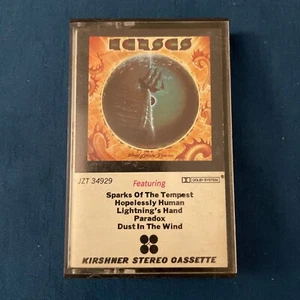 KANSAS
JZT 34929
Featuring
DOLBY SYSTEM
Sparks Of The Tempest
Hopelessly Human
Lightning's Hand
Paradox
Dust In The Wind
KIRSHNER STEREO CASSETTE